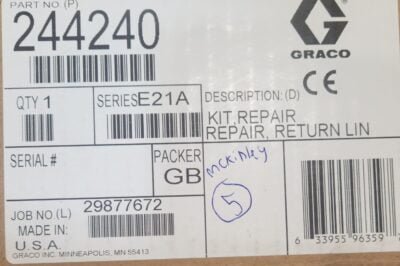 PART NO. (P)
244240
GRACO
CE
QTY 1
SERIES E21A
DESCRIPTION: (D)
KIT,REPAIR
REPAIR, RETURN LIN
SERIAL #
PACKER
GB
McKinley
5
JOB NO (L) 29877672
MADE IN:
U.S.A.
GRACO INC. MINNEAPOLIS, MN 55413
6 33955 96359